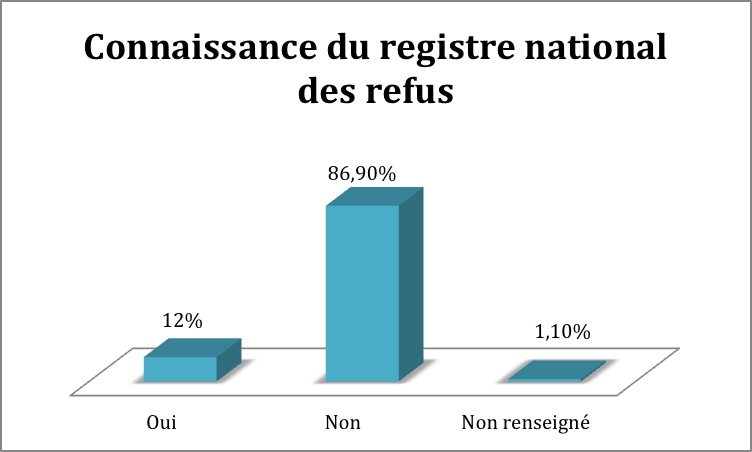 Connaissance du registre national
des refus
86,90%
12%
1,10%
Oui
Non
Non renseigné